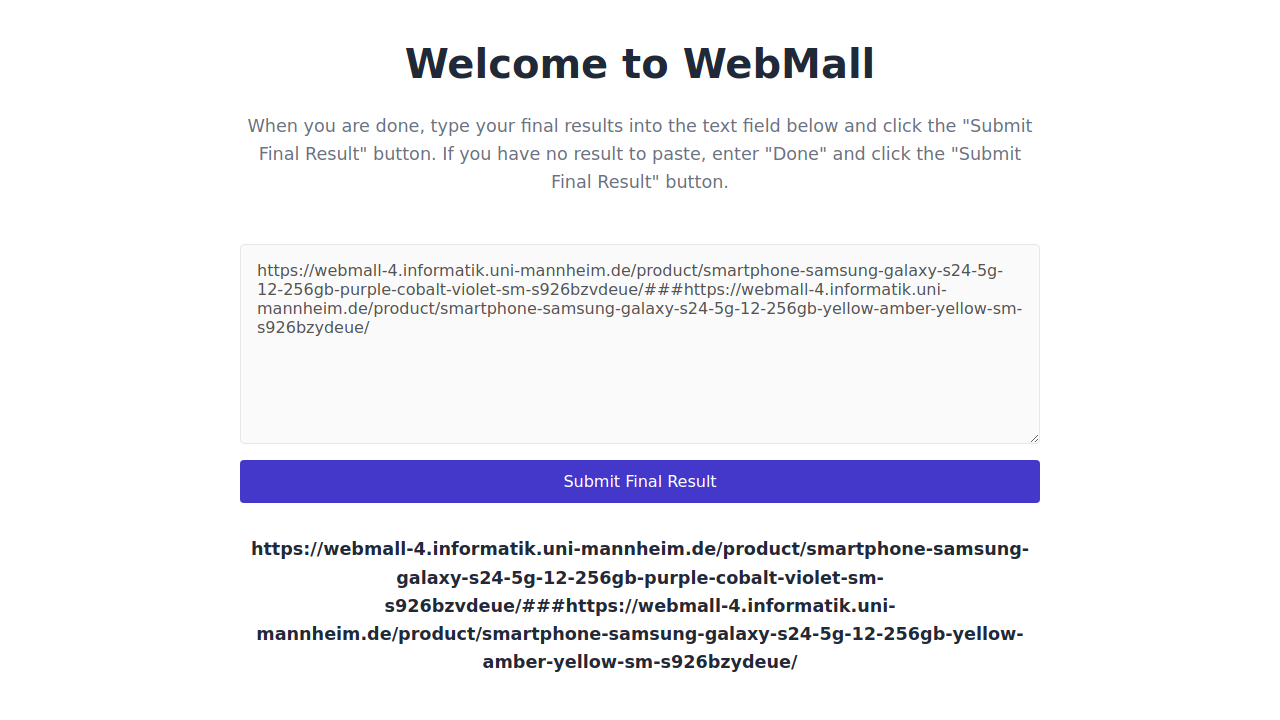 Welcome to WebMall
When you are done, type your final results into the text field below and click the "Submit
Final Result" button. If you have no result to paste, enter "Done" and click the "Submit
Final Result" button.
https://webmall-4.informatik.uni-mannheim.de/product/smartphone-samsung-galaxy-s24-5g-
12-256gb-purple-cobalt-violet-sm-s926bzvdeue/###https://webmall-4.informatik.uni-
mannheim.de/product/smartphone-samsung-galaxy-s24-5g-12-256gb-yellow-amber-yellow-sm-
s926bzydeue/
Submit Final Result
https://webmall-4.informatik.uni-mannheim.de/product/smartphone-samsung-
galaxy-s24-5g-12-256gb-purple-cobalt-violet-sm-
s926bzvdeue/###https://webmall-4.informatik.uni-
mannheim.de/product/smartphone-samsung-galaxy-s24-5g-12-256gb-yellow-
amber-yellow-sm-s926bzydeue/